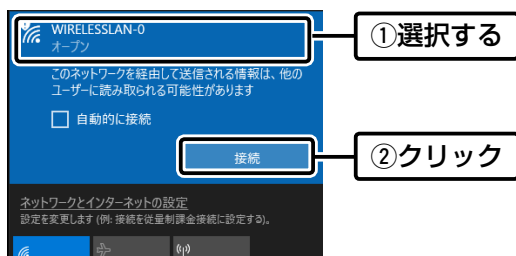 WIRELESSLAN-0
オープン
①選択する
このネットワークを経由して送信される情報は、他の
ユーザーに読み取られる可能性があります
自動的に接続
接続
②クリック
ネットワークとインターネットの設定
設定を変更します (例: 接続を従量制課金接続に設定する)。